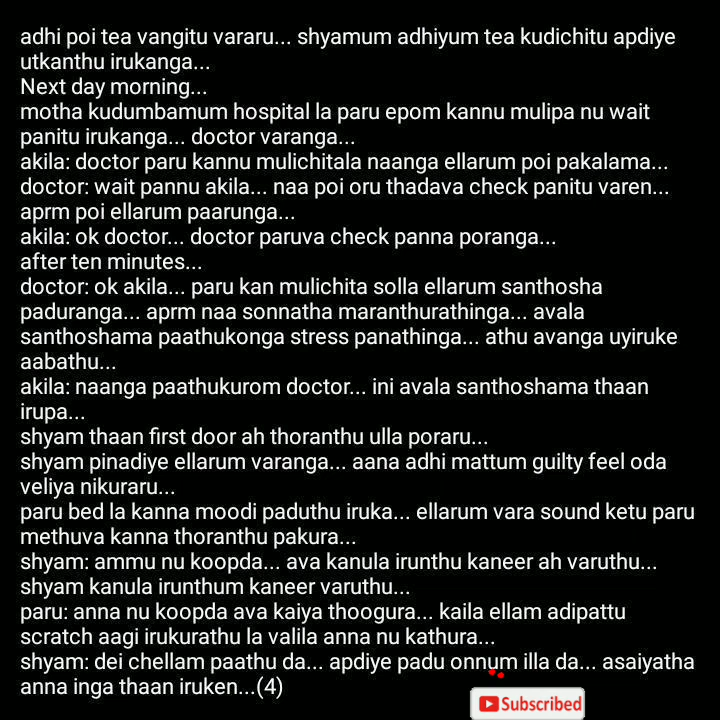 adhi poi tea vangitu vararu... shyamum adhiyum tea kudichitu apdiye
utkanthu irukanga...
Next day morning...
motha kudumbamum hospital la paru epom kannu mulipa nu wait
panitu irukanga... doctor varanga...
akila: doctor paru kannu mulichitala naanga ellarum poi pakalama...
doctor: wait pannu akila... naa poi oru thadava check panitu varen...
aprm poi ellarum paarunga...
akila: ok doctor... doctor paruva check panna poranga...
after ten minutes...
doctor: ok akila... paru kan mulichita solla ellarum santhosha
paduranga... aprm naa sonnatha maranthurathinga... avala
santhoshama paathukonga stress panathinga... athu avanga uyiruke
aabathu...
akila: naanga paathukurom doctor... ini avala santhoshama thaan
irupa...
shyam thaan first door ah thoranthu ulla poraru...
shyam pinadiye ellarum varanga... aana adhi mattum guilty feel oda
veliya nikuraru...
paru bed la kanna moodi paduthu iruka... ellarum vara sound ketu paru
methuva kanna thoranthu pakura...
shyam: ammu nu koopda... ava kanula irunthu kaneer ah varuthu...
shyam kanula irunthum kaneer varuthu...
paru: anna nu koopda ava kaiya thoogura... kaila ellam adipattu
scratch aagi irukurathu la valila anna nu kathura...
shyam: dei chellam paathu da... apdiye padu onnum illa da... asaiyatha
anna inga thaan iruken...(4)
Subscribed